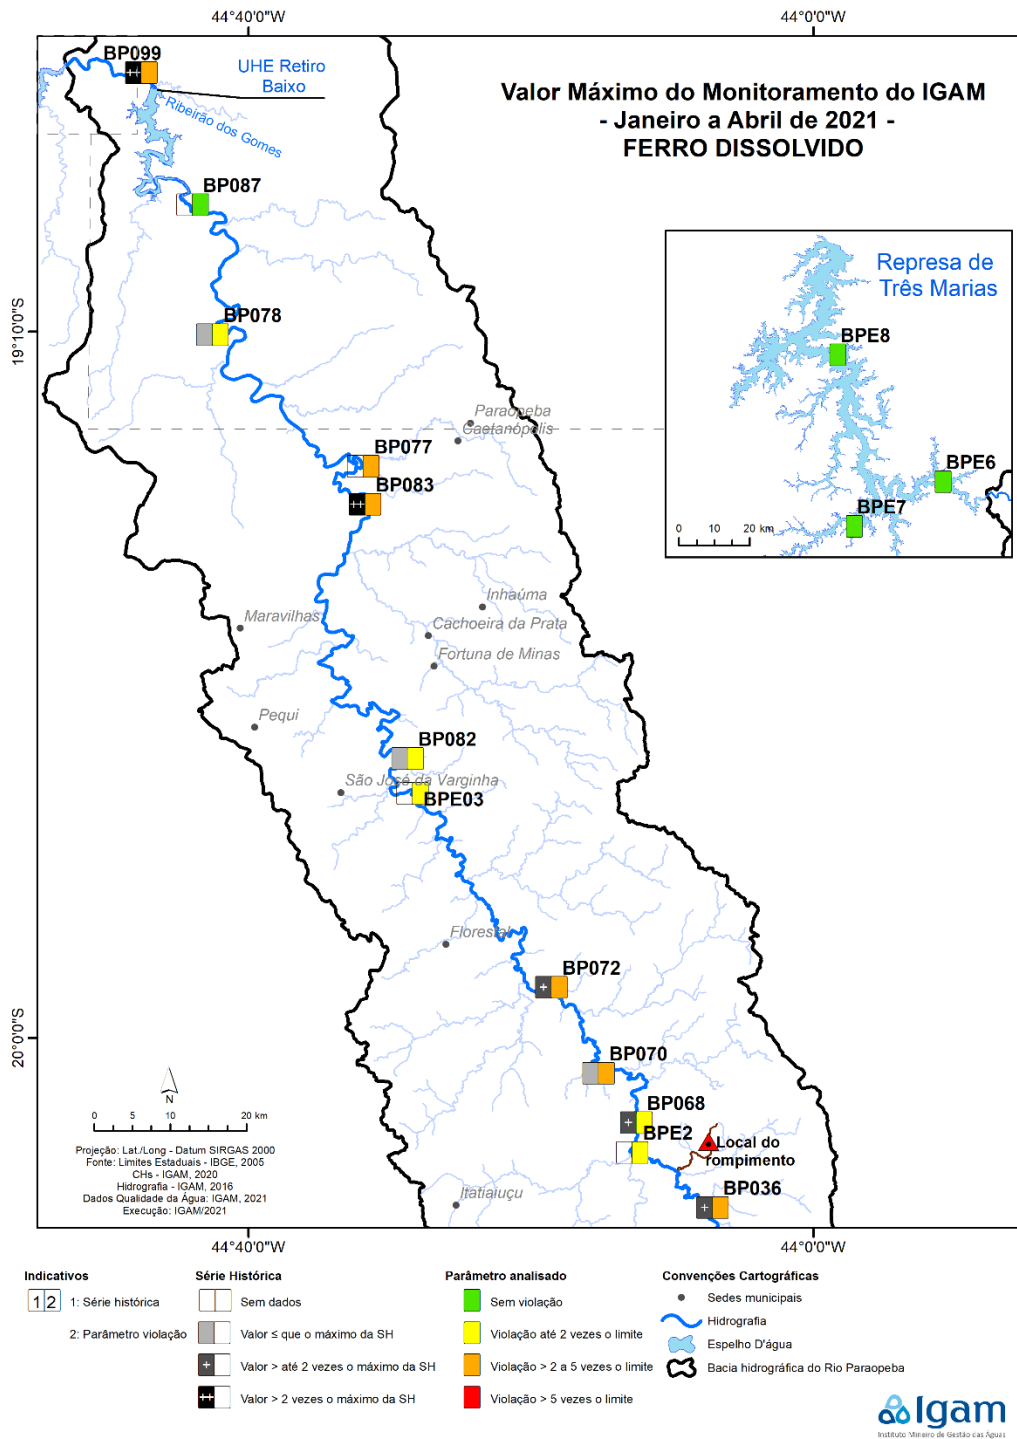 44°40'0"W
44°0'0"W
BP099
UHE Retiro
Baixo
Ribeirão dos Gomes
Valor Máximo do Monitoramento do IGAM
- Janeiro a Abril de 2021 -
FERRO DISSOLVIDO
BP087
Represa de
Três Marias
BP078
19°10'0"S
BPE8
Paraopeba
Caetanópolis
BP077
BPE6
BP083
BPE7
0 10 20 km
Inhaúma
Maravilhas
Cachoeira da Prata
Fortuna de Minas
Pequi
BP082
São José da Varginha
BPE03
Florestal
BP072
20°0'0"S
BP070
N
BP068
0 5 10 20 km
BPE2
Local do
rompimento
Projeção: Lat./Long - Datum SIRGAS 2000
Fonte: Limites Estaduais - IBGE, 2005
CHs - IGAM, 2020
Hidrografia - IGAM, 2016
Dados Qualidade da Água: IGAM, 2021
Execução: IGAM/2021
Itatiaiuçu
BP036
44°40'0"W
44°0'0"W
Indicativos
1 2 1: Série histórica
2: Parâmetro violação
Série Histórica
Sem dados
Valor ≤ que o máximo da SH
+ Valor > até 2 vezes o máximo da SH
++ Valor > 2 vezes o máximo da SH
Parâmetro analisado
Sem violação
Violação até 2 vezes o limite
Violação > 2 a 5 vezes o limite
Violação > 5 vezes o limite
Convenções Cartográficas
Sedes municipais
Hidrografia
Espelho D'água
Bacia hidrográfica do Rio Paraopeba
Igam
Instituto Mineiro de Gestão das Águas